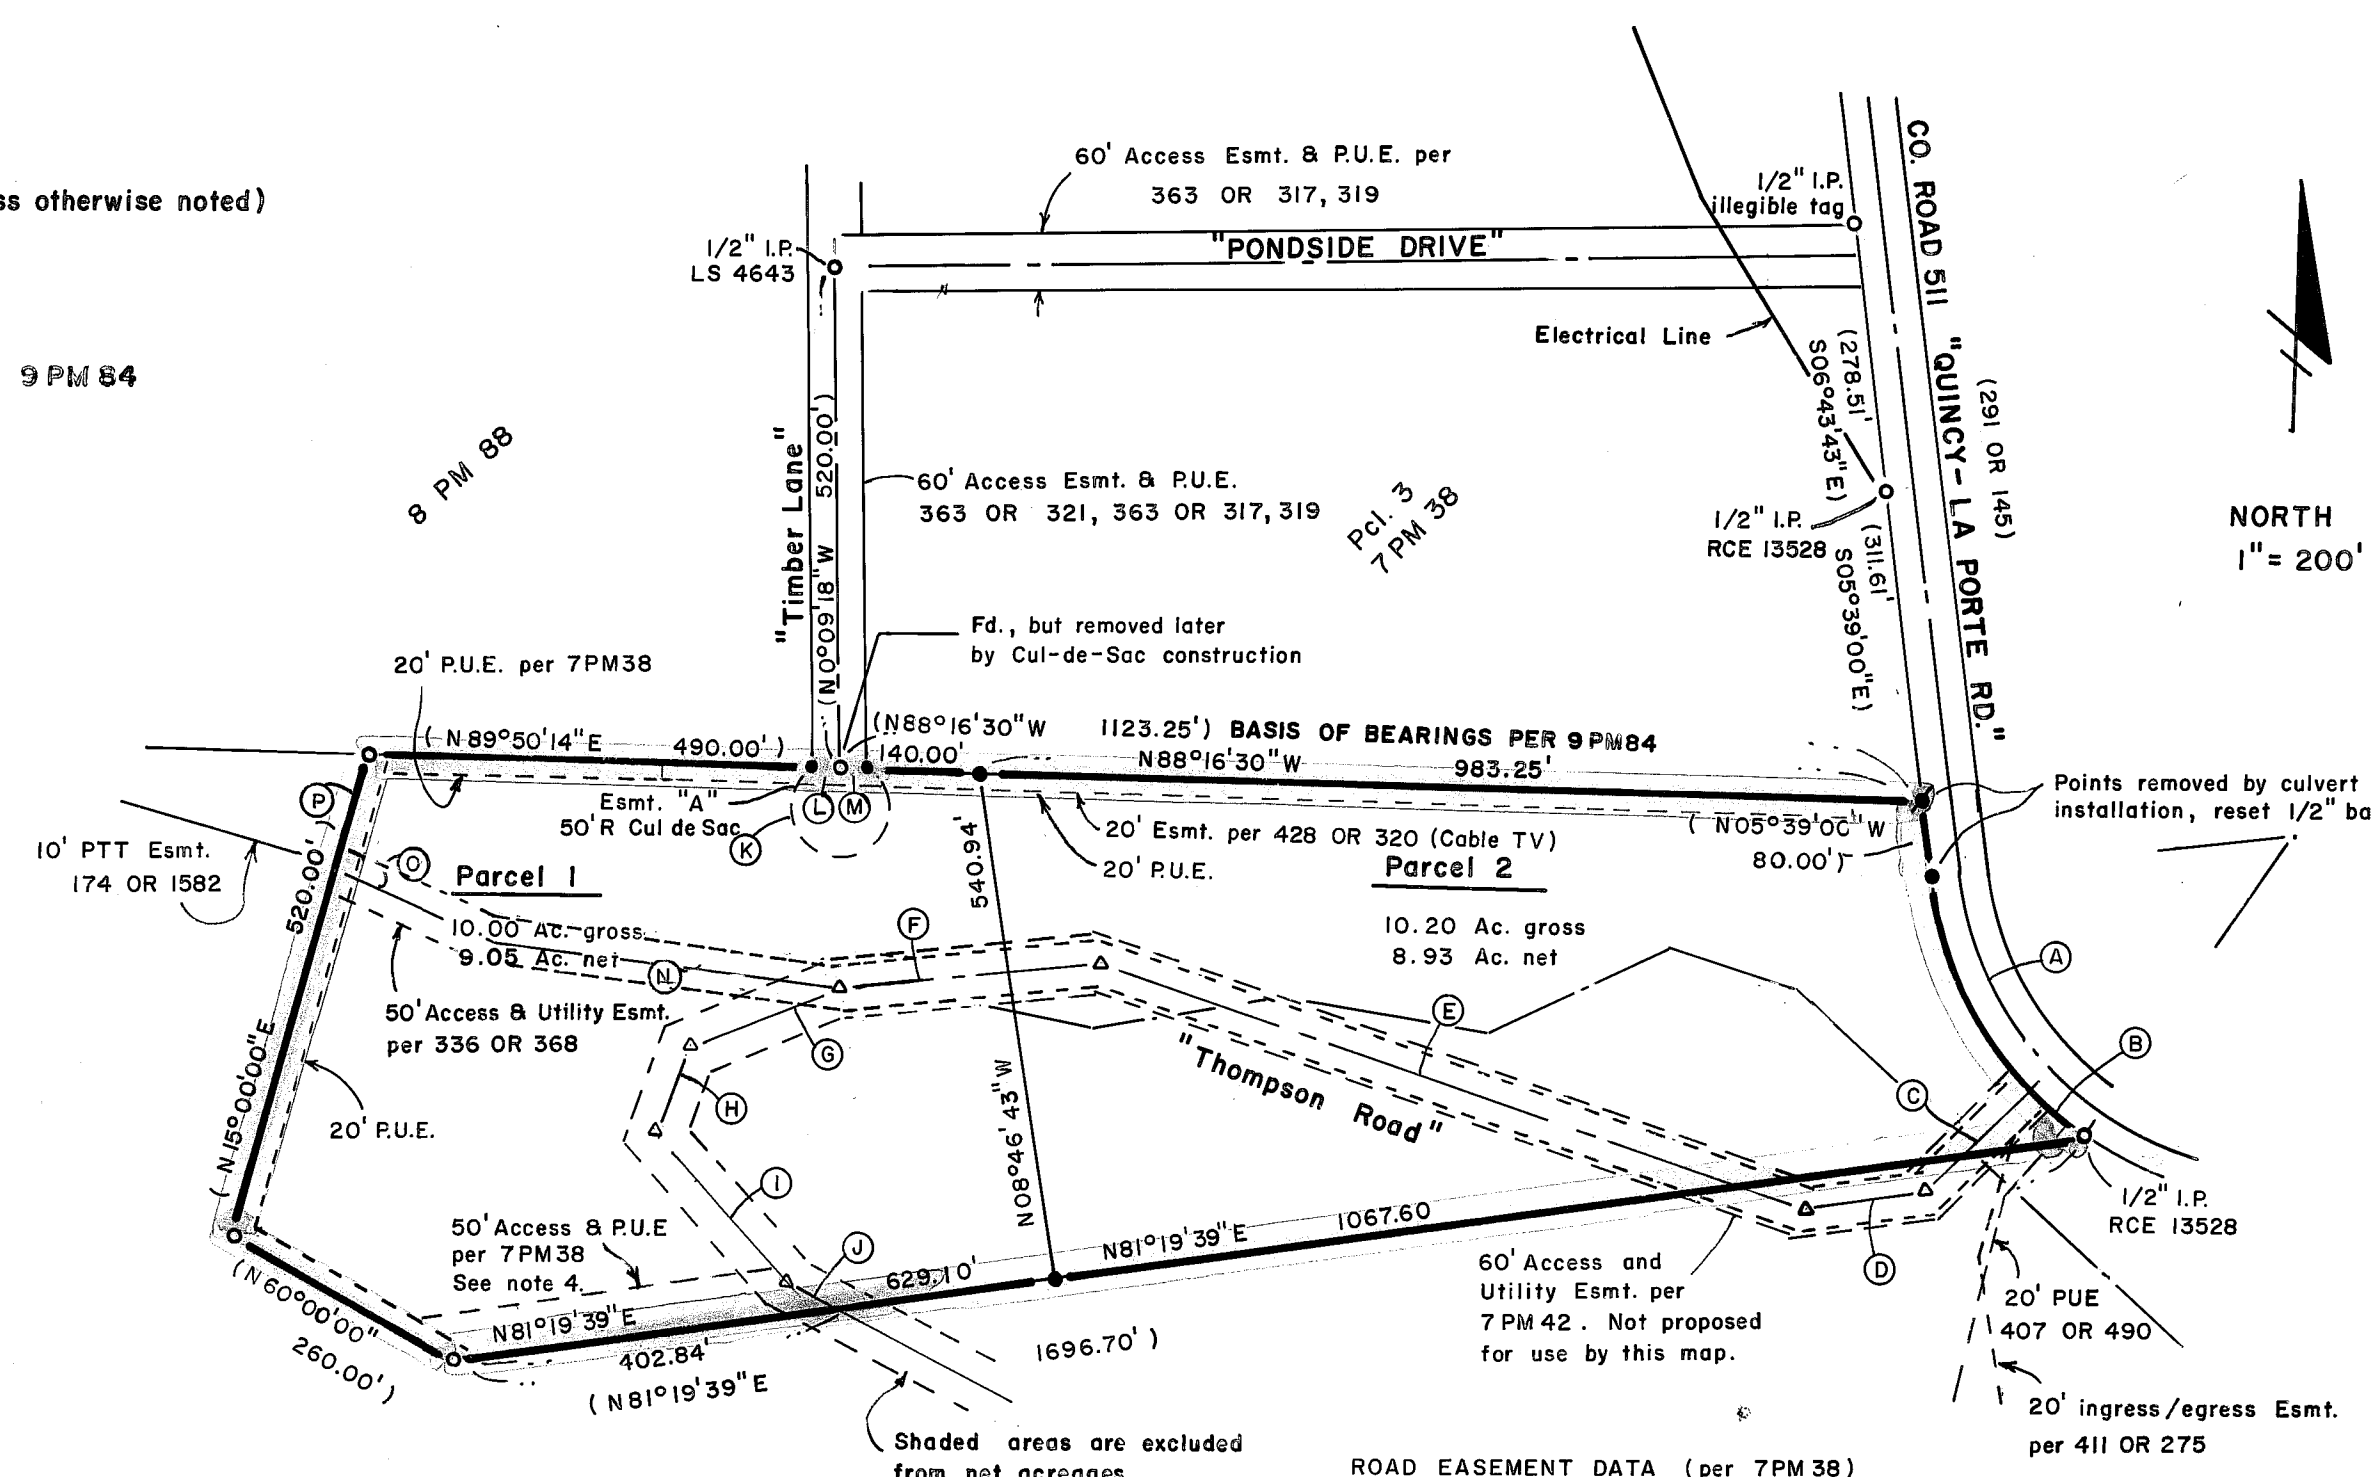 ss otherwise noted)
9 PM 84
8 PM 88
60' Access Esmt. & P.U.E. per
363 OR 317, 319
"PONDSIDE DRIVE"
1/2" I.P.
LS 4643
1/2" I.P.
illegible tag
CO. ROAD 511 "QUINCY-LA PORTE RD."
(291 OR 145)
Electrical Line
(278.51'
S06°43'43"E)
1/2" I.P.
RCE 13528
(311.61'
S05°39'00"E)
NORTH
1"= 200'
"Timber Lane"
(N0°09'18"W 520.00')
60' Access Esmt. & P.U.E.
363 OR 321, 363 OR 317, 319
Pcl. 3
7 PM 38
Fd., but removed later
by Cul-de-Sac construction
20' P.U.E. per 7PM38
(N89°50'14"E 490.00')
(N88°16'30"W 1123.25') BASIS OF BEARINGS PER 9 PM84
140.00'
N88°16'30"W 983.25'
Points removed by culvert
installation, reset 1/2" ba
Esmt. "A"
50'R Cul de Sac
K
L
M
P
O
20' Esmt. per 428 OR 320 (Cable TV)
20' P.U.E.
(N05°39'00"W
80.00')
10' PTT Esmt.
174 OR 1582
520.00')
(N15°00'00"E
Parcel 1
10.00 Ac. gross
9.05 Ac. net
540.94'
N08°46'43"W
Parcel 2
10.20 Ac. gross
8.93 Ac. net
F
N
A
50' Access & Utility Esmt.
per 336 OR 368
G
E
B
"Thompson Road"
H
C
20' P.U.E.
I
J
50' Access & P.U.E
per 7PM38
See note 4.
629.10'
N81°19'39"E 1067.60
1/2" I.P.
RCE 13528
D
60' Access and
Utility Esmt. per
7 PM 42. Not proposed
for use by this map.
20' PUE
407 OR 490
(N60°00'00"
260.00')
N81°19'39"E
402.84'
(N81°19'39"E 1696.70')
20' ingress/egress Esmt.
per 411 OR 275
Shaded areas are excluded
from net acreages
ROAD EASEMENT DATA (per 7PM38)